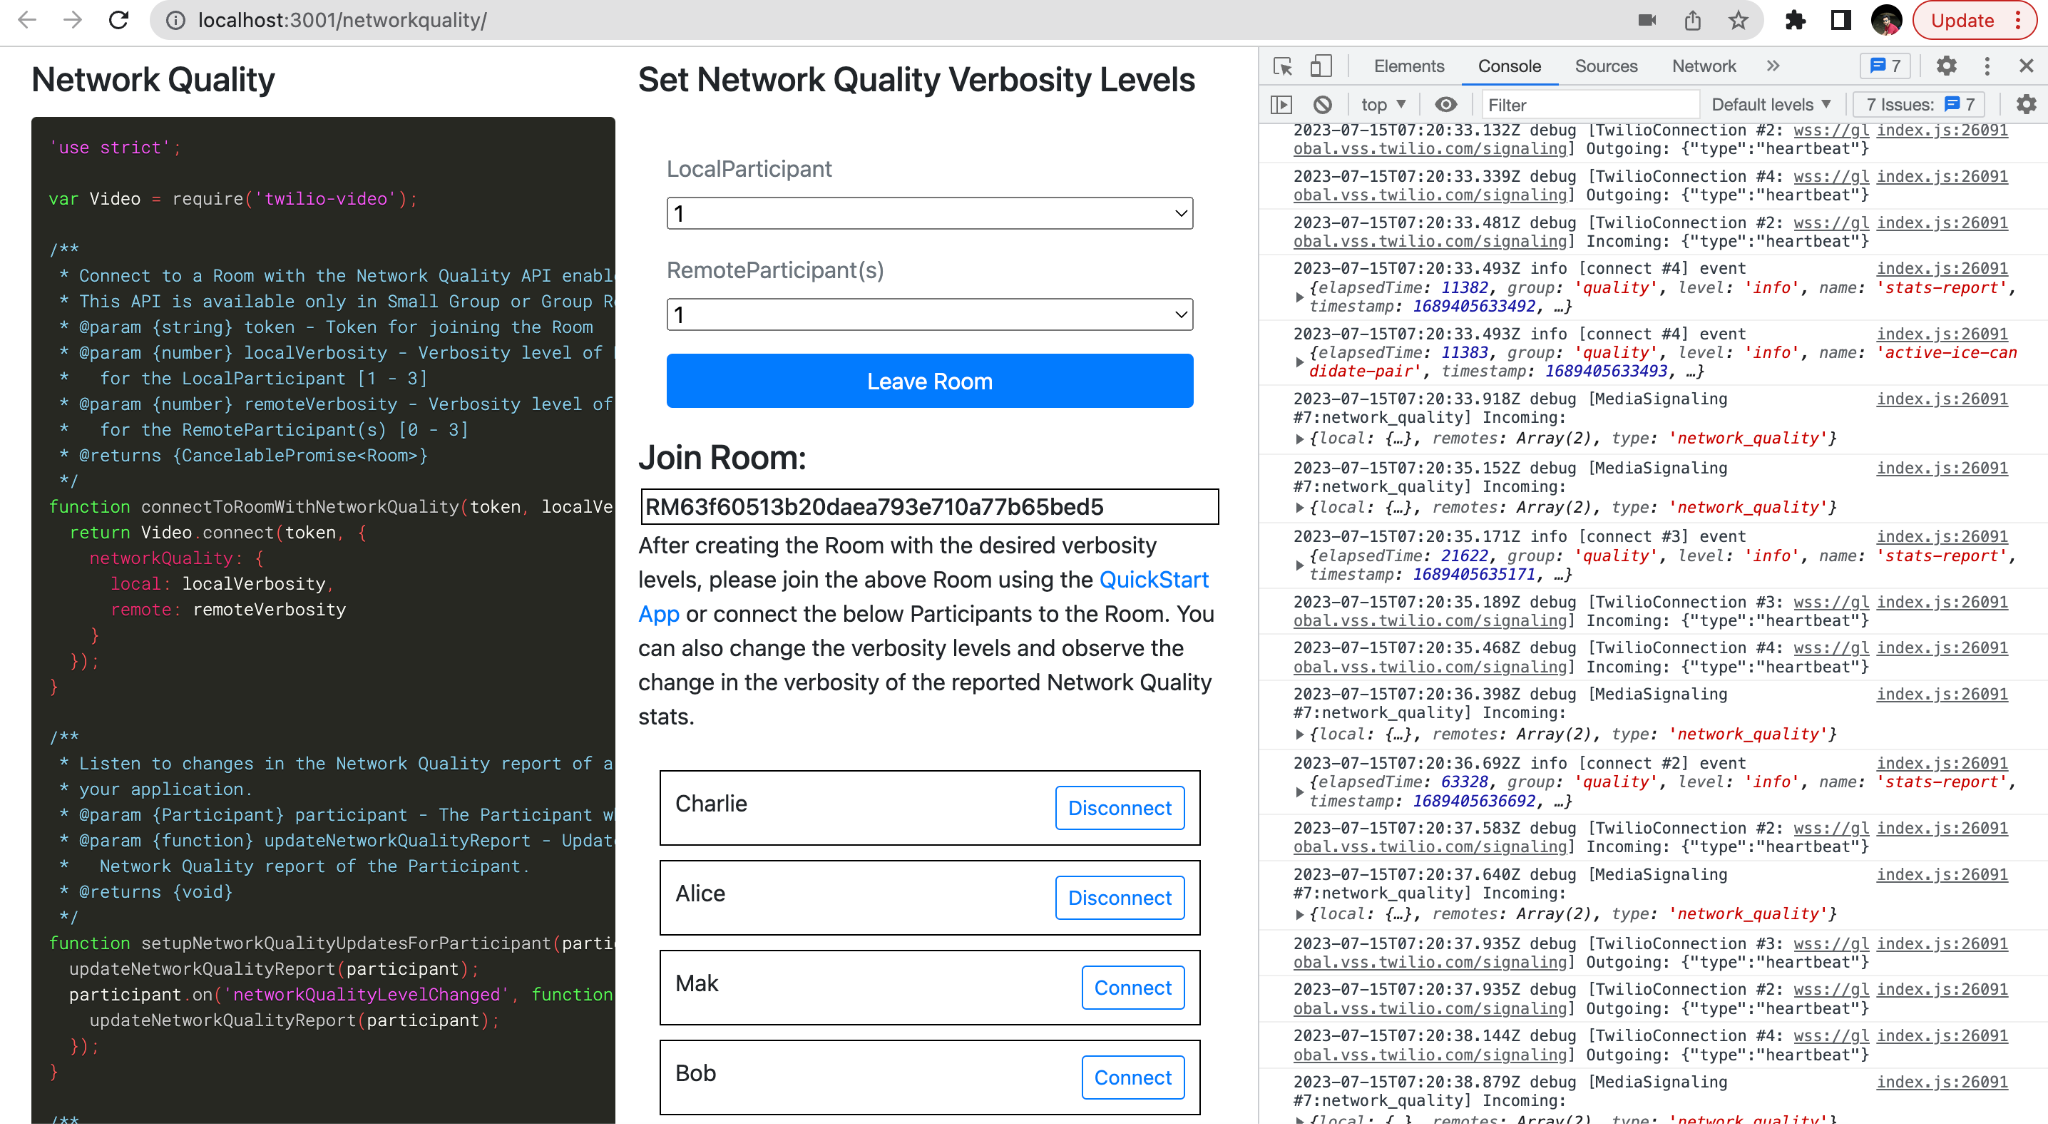 localhost:3001/networkquality/
Update
Network Quality
'use strict';
var Video = require('twilio-video');
/**
* Connect to a Room with the Network Quality API enabl
* This API is available only in Small Group or Group R
* @param {string} token - Token for joining the Room
* @param {number} localVerbosity - Verbosity level of
* for the LocalParticipant [1 - 3]
* @param {number} remoteVerbosity - Verbosity level of
* for the RemoteParticipant(s) [0 - 3]
* @returns {CancelablePromise<Room>}
*/
function connectToRoomWithNetworkQuality(token, localVe
return Video.connect(token, {
networkQuality: {
local: localVerbosity,
remote: remoteVerbosity
}
});
}
/**
* Listen to changes in the Network Quality report of a
* your application.
* @param {Participant} participant - The Participant w
* @param {function} updateNetworkQualityReport - Updat
* Network Quality report of the Participant.
* @returns {void}
*/
function setupNetworkQualityUpdatesForParticipant(parti
updateNetworkQualityReport(participant);
participant.on('networkQualityLevelChanged', function
updateNetworkQualityReport(participant);
});
}
/**
Set Network Quality Verbosity Levels
LocalParticipant
1
RemoteParticipant(s)
1
Leave Room
Join Room:
RM63f60513b20daea793e710a77b65bed5
After creating the Room with the desired verbosity
levels, please join the above Room using the QuickStart
App or connect the below Participants to the Room. You
can also change the verbosity levels and observe the
change in the verbosity of the reported Network Quality
stats.
Charlie Disconnect
Alice Disconnect
Mak Connect
Bob Connect
Elements Console Sources Network 7
top Filter Default levels 7 Issues: 7
2023-07-15T07:20:33.132Z debug [TwilioConnection #2: wss://gl index.js:26091
obal.vss.twilio.com/signaling] Outgoing: {"type":"heartbeat"}
2023-07-15T07:20:33.339Z debug [TwilioConnection #4: wss://gl index.js:26091
obal.vss.twilio.com/signaling] Outgoing: {"type":"heartbeat"}
2023-07-15T07:20:33.481Z debug [TwilioConnection #2: wss://gl index.js:26091
obal.vss.twilio.com/signaling] Incoming: {"type":"heartbeat"}
2023-07-15T07:20:33.493Z info [connect #4] event index.js:26091
{elapsedTime: 11382, group: 'quality', level: 'info', name: 'stats-report',
timestamp: 1689405633492, …}
2023-07-15T07:20:33.493Z info [connect #4] event index.js:26091
{elapsedTime: 11383, group: 'quality', level: 'info', name: 'active-ice-can
didate-pair', timestamp: 1689405633493, …}
2023-07-15T07:20:33.918Z debug [MediaSignaling index.js:26091
#7:network_quality] Incoming:
{local: {…}, remotes: Array(2), type: 'network_quality'}
2023-07-15T07:20:35.152Z debug [MediaSignaling index.js:26091
#7:network_quality] Incoming:
{local: {…}, remotes: Array(2), type: 'network_quality'}
2023-07-15T07:20:35.171Z info [connect #3] event index.js:26091
{elapsedTime: 21622, group: 'quality', level: 'info', name: 'stats-report',
timestamp: 1689405635171, …}
2023-07-15T07:20:35.189Z debug [TwilioConnection #3: wss://gl index.js:26091
obal.vss.twilio.com/signaling] Incoming: {"type":"heartbeat"}
2023-07-15T07:20:35.468Z debug [TwilioConnection #4: wss://gl index.js:26091
obal.vss.twilio.com/signaling] Incoming: {"type":"heartbeat"}
2023-07-15T07:20:36.398Z debug [MediaSignaling index.js:26091
#7:network_quality] Incoming:
{local: {…}, remotes: Array(2), type: 'network_quality'}
2023-07-15T07:20:36.692Z info [connect #2] event index.js:26091
{elapsedTime: 63328, group: 'quality', level: 'info', name: 'stats-report',
timestamp: 1689405636692, …}
2023-07-15T07:20:37.583Z debug [TwilioConnection #2: wss://gl index.js:26091
obal.vss.twilio.com/signaling] Incoming: {"type":"heartbeat"}
2023-07-15T07:20:37.640Z debug [MediaSignaling index.js:26091
#7:network_quality] Incoming:
{local: {…}, remotes: Array(2), type: 'network_quality'}
2023-07-15T07:20:37.935Z debug [TwilioConnection #3: wss://gl index.js:26091
obal.vss.twilio.com/signaling] Outgoing: {"type":"heartbeat"}
2023-07-15T07:20:37.935Z debug [TwilioConnection #2: wss://gl index.js:26091
obal.vss.twilio.com/signaling] Outgoing: {"type":"heartbeat"}
2023-07-15T07:20:38.144Z debug [TwilioConnection #4: wss://gl index.js:26091
obal.vss.twilio.com/signaling] Outgoing: {"type":"heartbeat"}
2023-07-15T07:20:38.879Z debug [MediaSignaling index.js:26091
#7:network_quality] Incoming:
{local: {…}, remotes: Array(2), type: 'network_quality'}